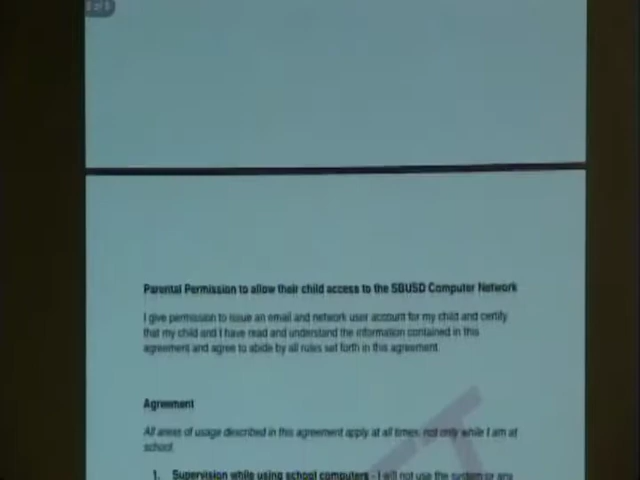 Parental Permission to allow their child access to the SBUSD Computer Network
I give permission to issue an email and network user account for my child and certify
that my child and I have read and understand the information contained in this
agreement and agree to abide by all rules set forth in this agreement.
Agreement
All areas of usage described in this agreement apply at all times, not only while I am at
school.
1. Supervision while using school computers - I will not use the system or any